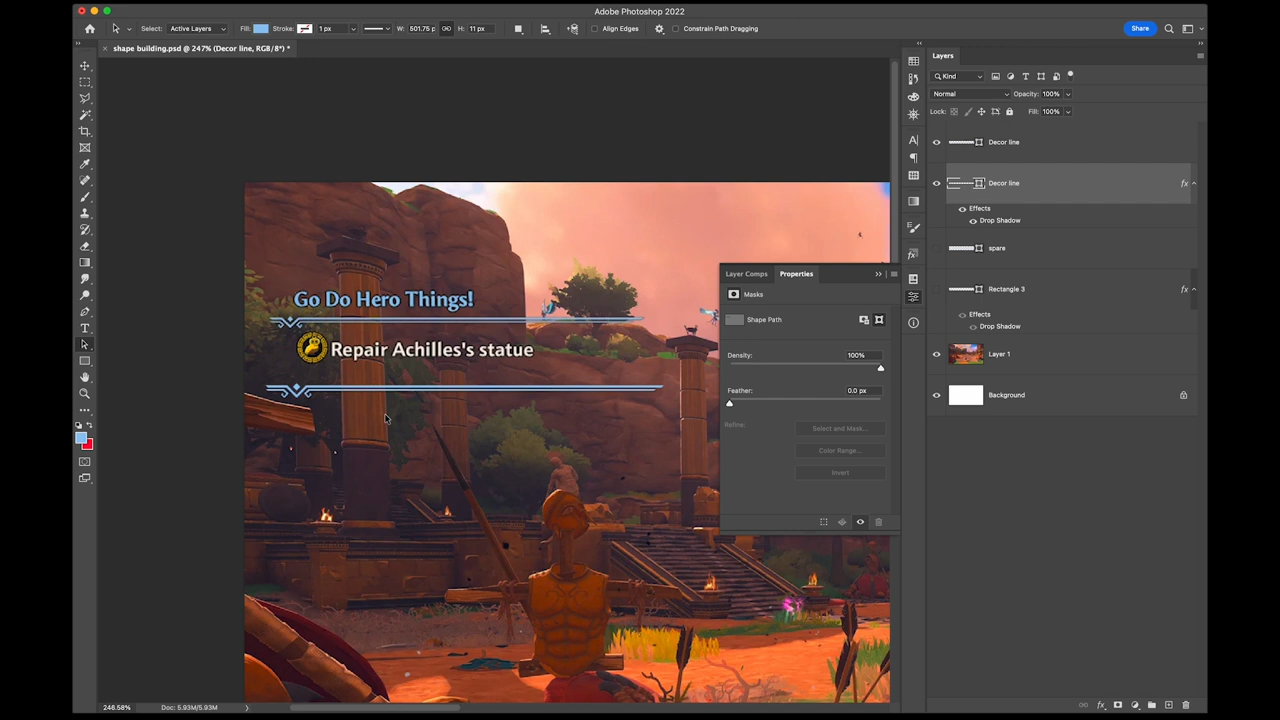 Adobe Photoshop 2022
Select: Active Layers Fill: Stroke: 1 px W: 501.75 p H: 11 px Align Edges Constrain Path Dragging Share
shape building.psd @ 247% (Decor line, RGB/8*) *
Layers
Kind
Normal Opacity: 100%
Lock: Fill: 100%
Decor line
Decor line fx
Effects
Drop Shadow
spare
Rectangle 3 fx
Effects
Drop Shadow
Layer 1
Background
Layer Comps Properties
Masks
Shape Path
Density: 100%
Feather: 0.0 px
Refine: Select and Mask...
Color Range...
Invert
Go Do Hero Things!
Repair Achilles's statue
246.58% Doc: 5.93M/5.93M